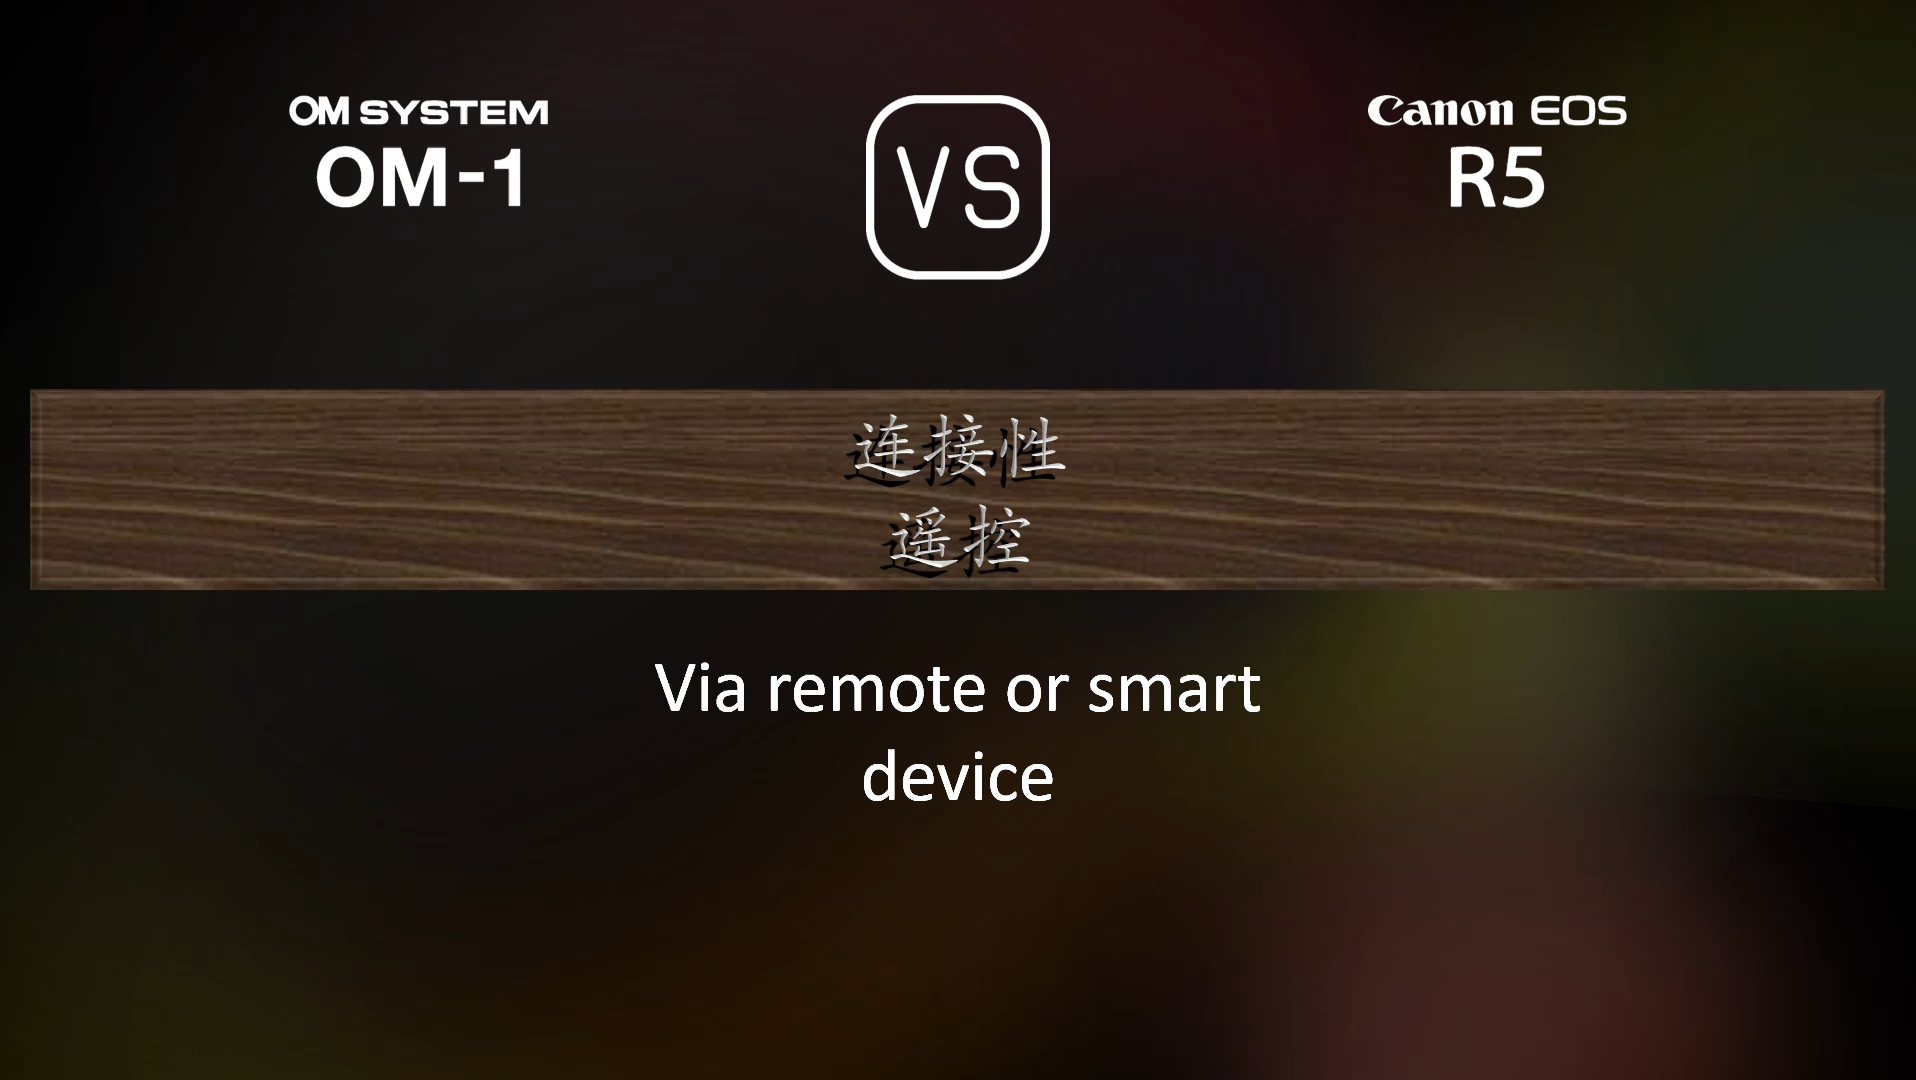 OM SYSTEM
OM-1
VS
Canon EOS
R5
连接性
遥控
Via remote or smart
device